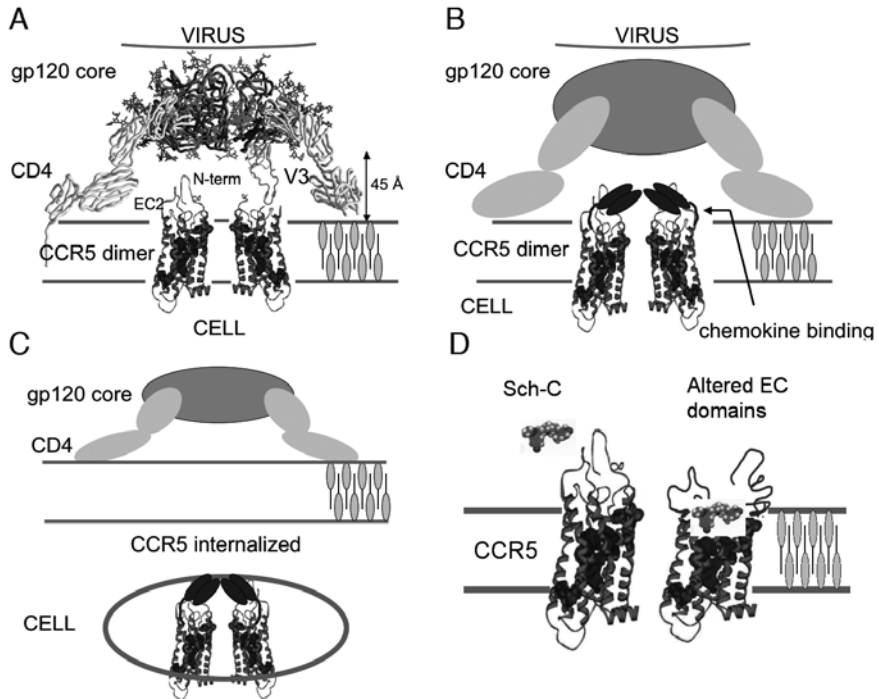 A
VIRUS
gp120 core
CD4
N-term
V3
EC2
45 Å
CCR5 dimer
CELL
B
VIRUS
gp120 core
CD4
CCR5 dimer
CELL
chemokine binding
C
gp120 core
CD4
CCR5 internalized
CELL
D
Sch-C
Altered EC
domains
CCR5